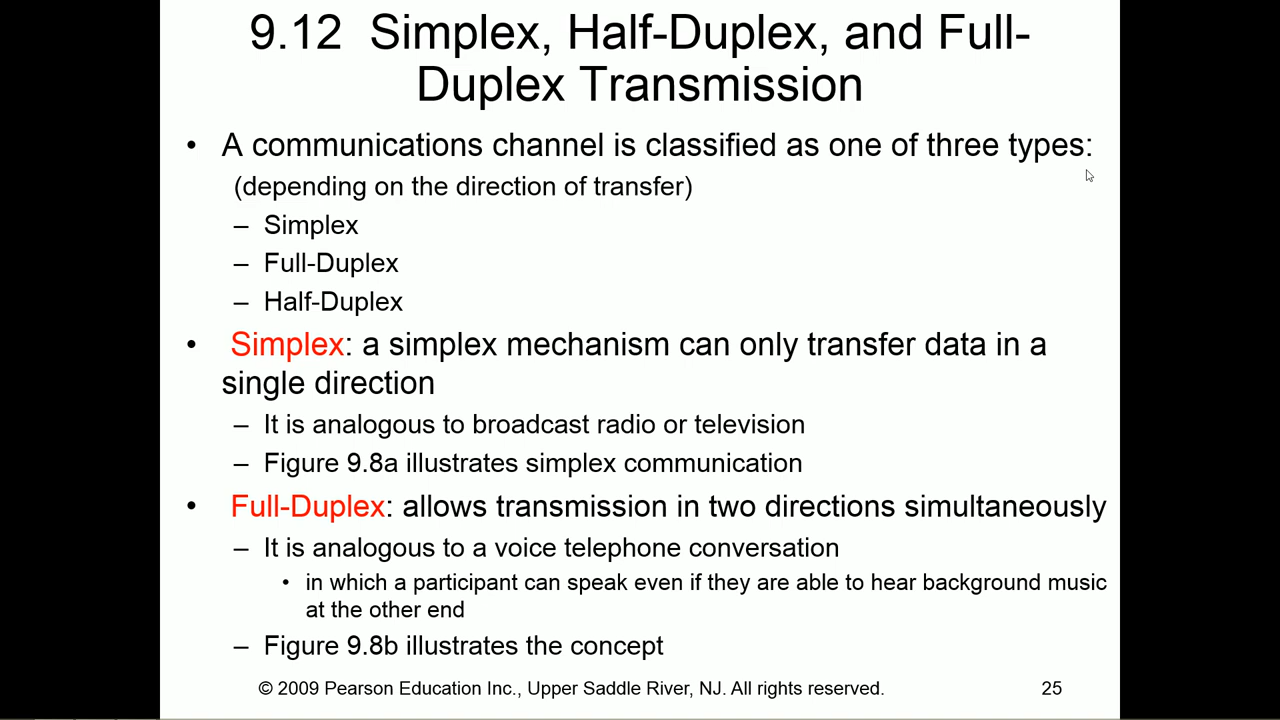 9.12 Simplex, Half-Duplex, and Full-
Duplex Transmission
• A communications channel is classified as one of three types:
(depending on the direction of transfer)
– Simplex
– Full-Duplex
– Half-Duplex
• Simplex: a simplex mechanism can only transfer data in a
single direction
– It is analogous to broadcast radio or television
– Figure 9.8a illustrates simplex communication
• Full-Duplex: allows transmission in two directions simultaneously
– It is analogous to a voice telephone conversation
• in which a participant can speak even if they are able to hear background music
at the other end
– Figure 9.8b illustrates the concept
© 2009 Pearson Education Inc., Upper Saddle River, NJ. All rights reserved. 25